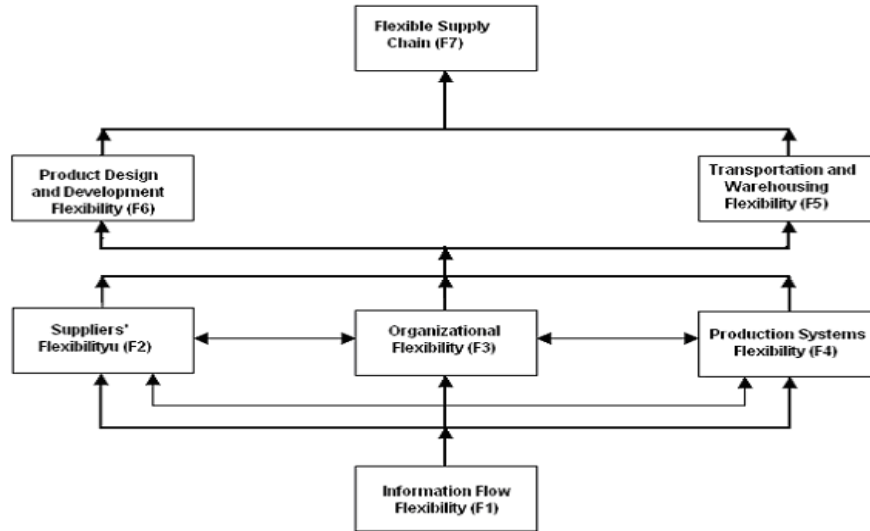 Flexible Supply
Chain (F7)
Product Design
and Development
Flexibility (F6)
Transportation and
Warehousing
Flexibility (F5)
Suppliers'
Flexibilityu (F2)
Organizational
Flexibility (F3)
Production Systems
Flexibility (F4)
Information Flow
Flexibility (F1)